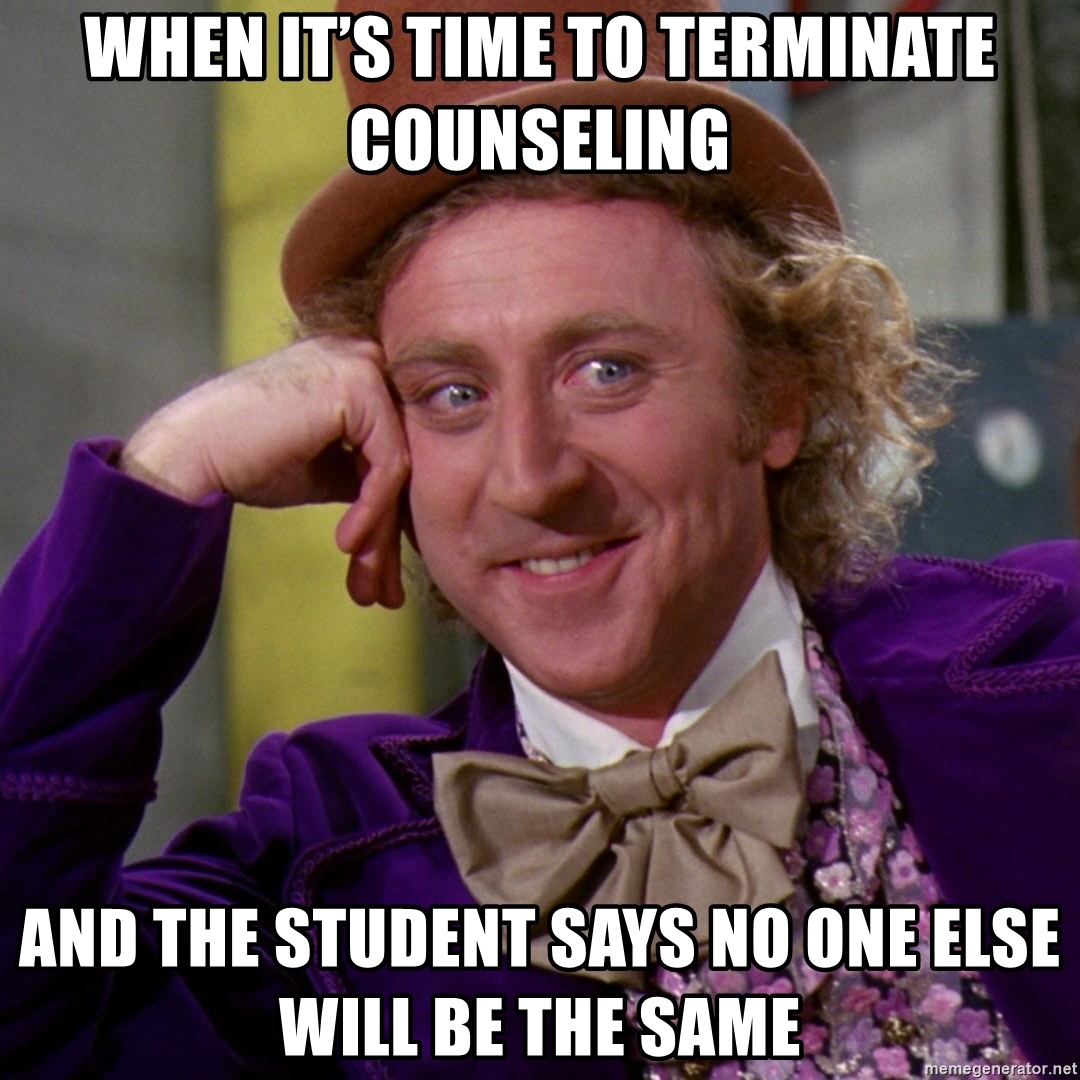 WHEN IT’S TIME TO TERMINATE
COUNSELING
AND THE STUDENT SAYS NO ONE ELSE
WILL BE THE SAME
memegenerator.net